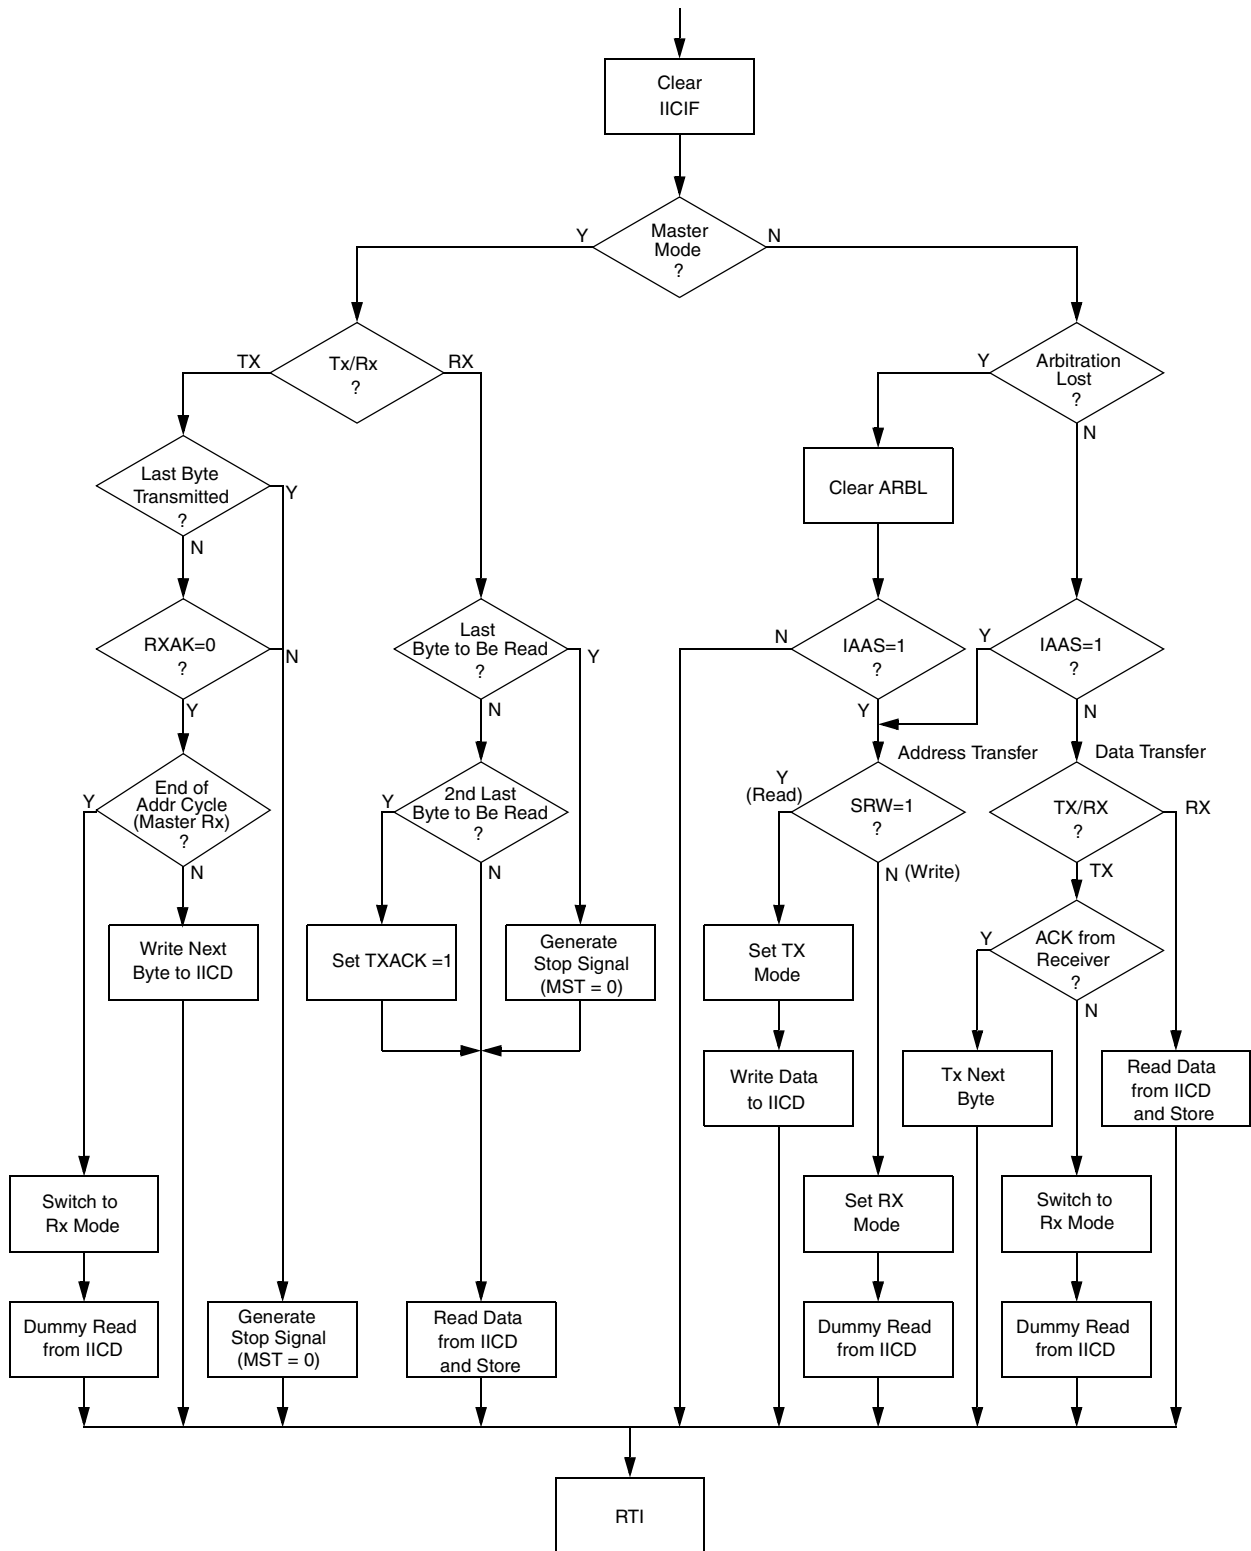 Clear
IICIF
Master
Mode
?
Y
N
Tx/Rx
?
TX
RX
Arbitration
Lost
?
Y
N
Last Byte
Transmitted
?
Y
N
Clear ARBL
RXAK=0
?
N
Y
Last
Byte to Be Read
?
Y
N
IAAS=1
?
N
Y
IAAS=1
?
Y
N
Address Transfer
Data Transfer
End of
Addr Cycle
(Master Rx)
?
Y
N
2nd Last
Byte to Be Read
?
Y
N
Y
(Read)
SRW=1
?
N (Write)
TX/RX
?
RX
TX
Write Next
Byte to IICD
Set TXACK =1
Generate
Stop Signal
(MST = 0)
Set TX
Mode
ACK from
Receiver
?
Y
N
Write Data
to IICD
Tx Next
Byte
Read Data
from IICD
and Store
Switch to
Rx Mode
Set RX
Mode
Switch to
Rx Mode
Dummy Read
from IICD
Generate
Stop Signal
(MST = 0)
Read Data
from IICD
and Store
Dummy Read
from IICD
Dummy Read
from IICD
RTI